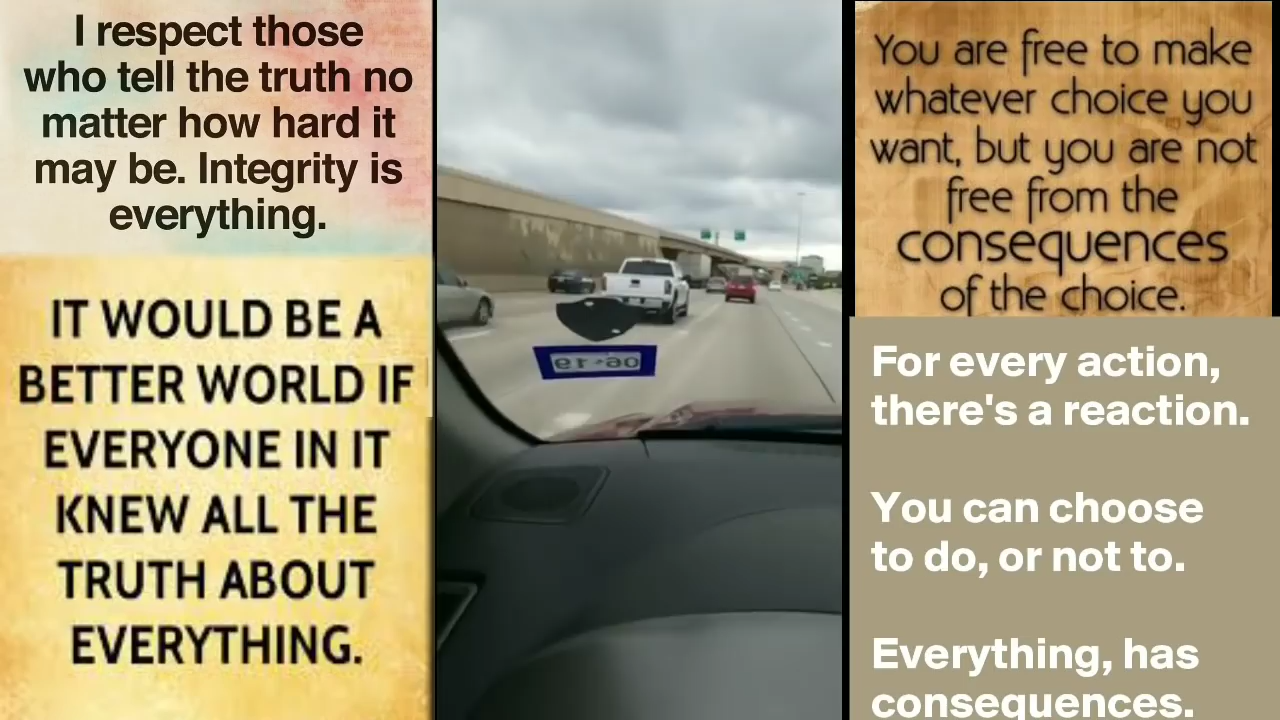 I respect those
who tell the truth no
matter how hard it
may be. Integrity is
everything.
IT WOULD BE A
BETTER WORLD IF
EVERYONE IN IT
KNEW ALL THE
TRUTH ABOUT
EVERYTHING.
06-19
You are free to make
whatever choice you
want, but you are not
free from the
consequences
of the choice.
For every action,
there's a reaction.
You can choose
to do, or not to.
Everything, has
consequences.